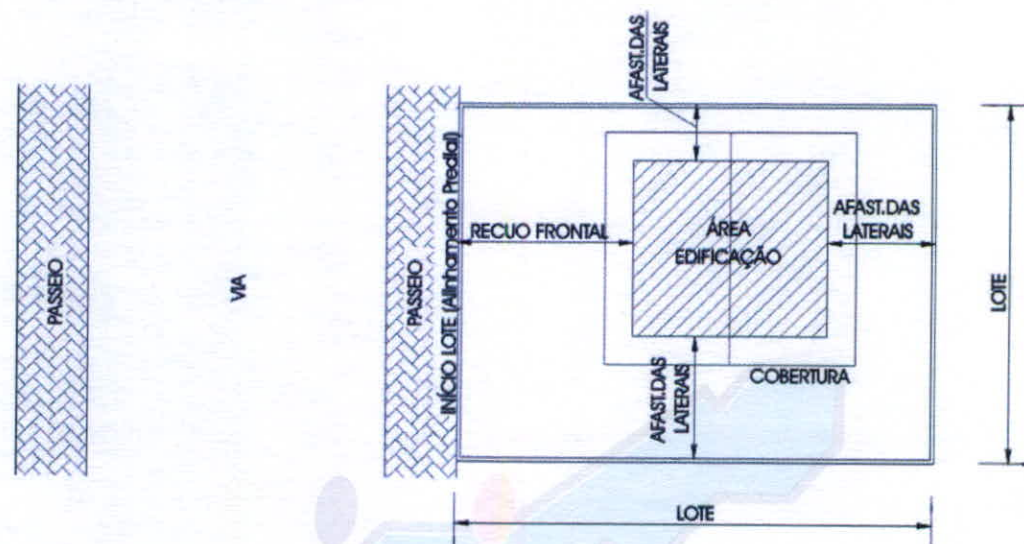 AFAST.DAS
LATERAIS
PASSEIO
VIA
PASSEIO
INÍCIO LOTE (Alinhamento Predial)
RECUO FRONTAL
ÁREA
EDIFICAÇÃO
AFAST.DAS
LATERAIS
LOTE
AFAST.DAS
LATERAIS
COBERTURA
LOTE